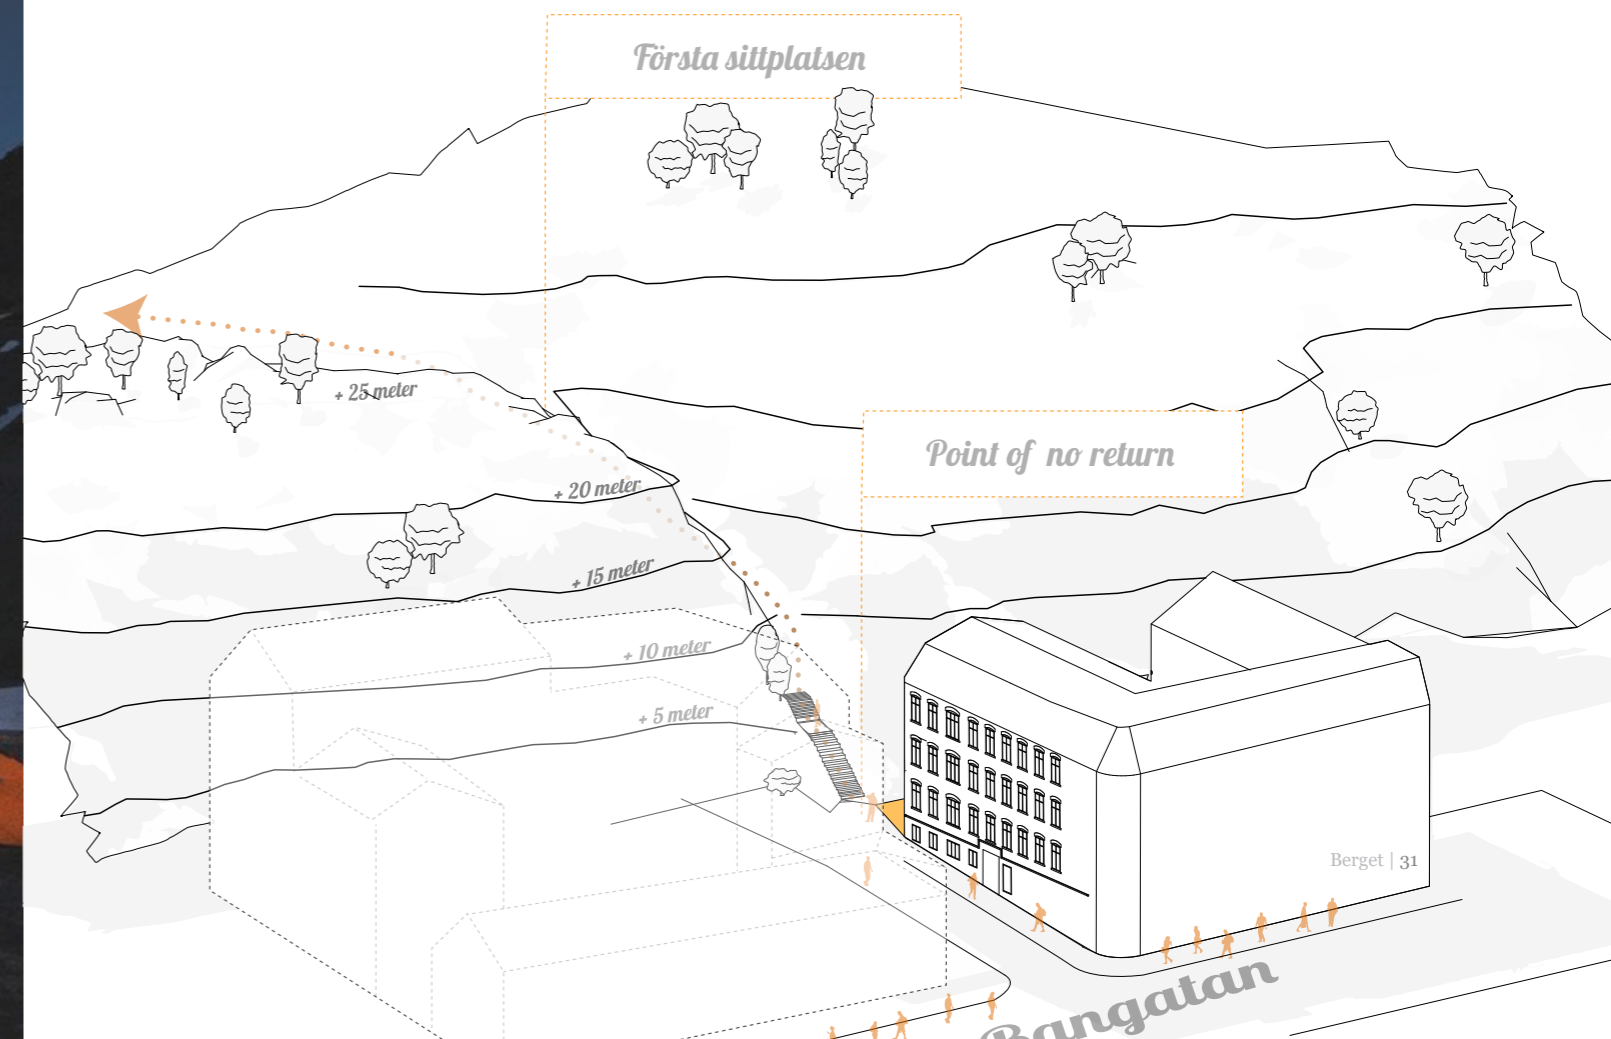 Första sittplatsen
+ 25 meter
Point of no return
+ 20 meter
+ 15 meter
+ 10 meter
+ 5 meter
Berget | 31
Bangatan